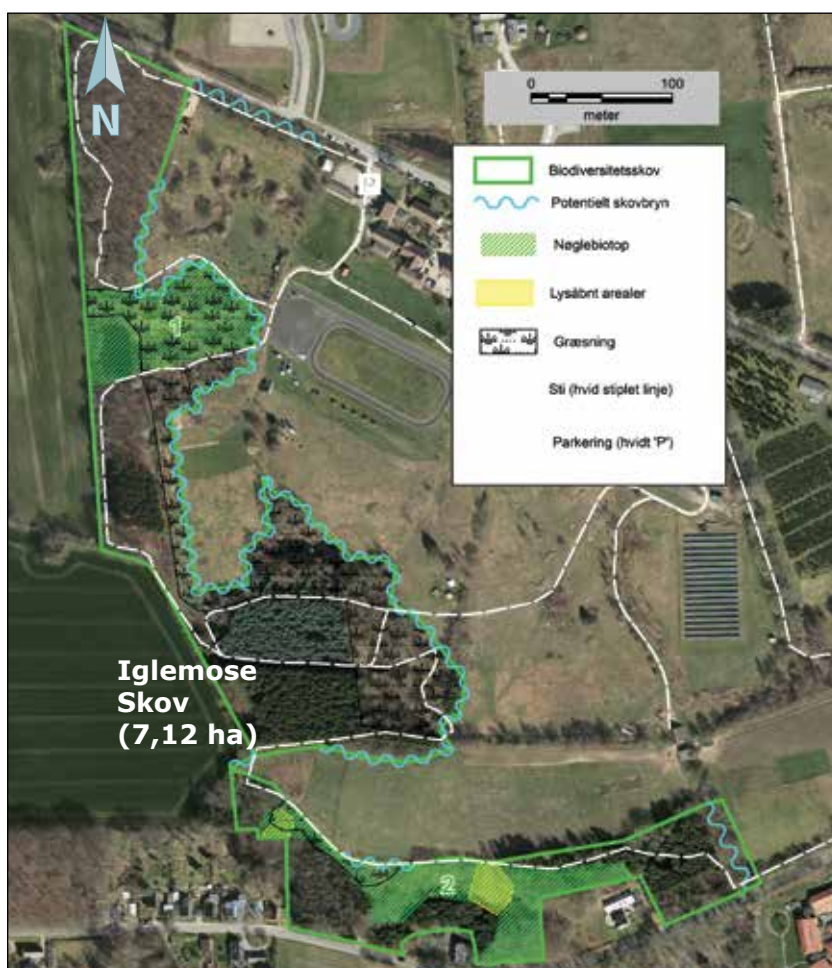 N
0 100
meter
Biodiversitetsskov
Potentielt skovbryn
Nøglebiotop
Lysåbnt arealer
Græsning
Sti (hvid stiplet linje)
Parkering (hvidt 'P')
P
1
Iglemose
Skov
(7,12 ha)
2